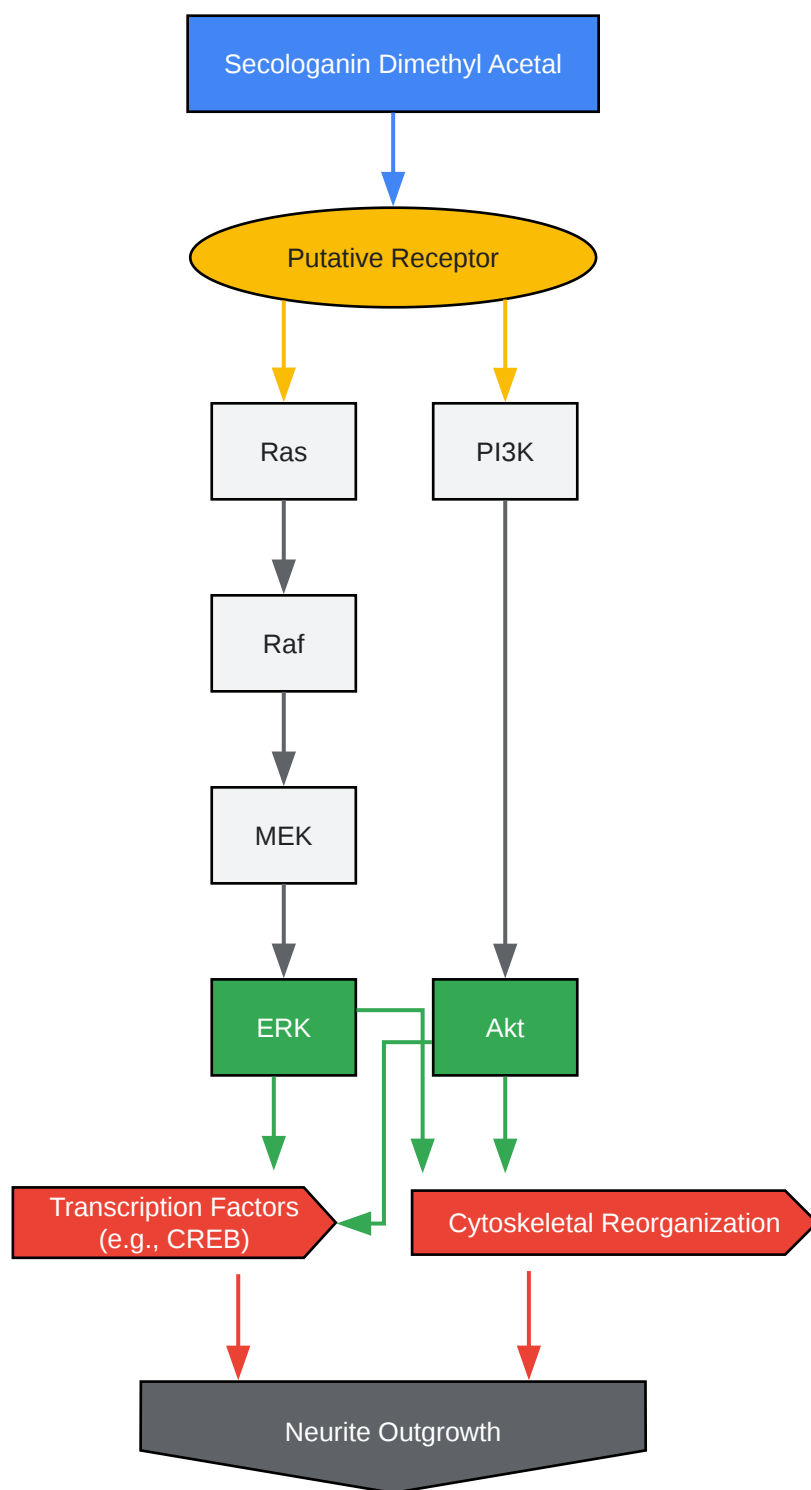 Secologanin Dimethyl Acetal
Putative Receptor
Ras
PI3K
Raf
MEK
ERK
Akt
Transcription Factors
(e.g., CREB)
Cytoskeletal Reorganization
Neurite Outgrowth